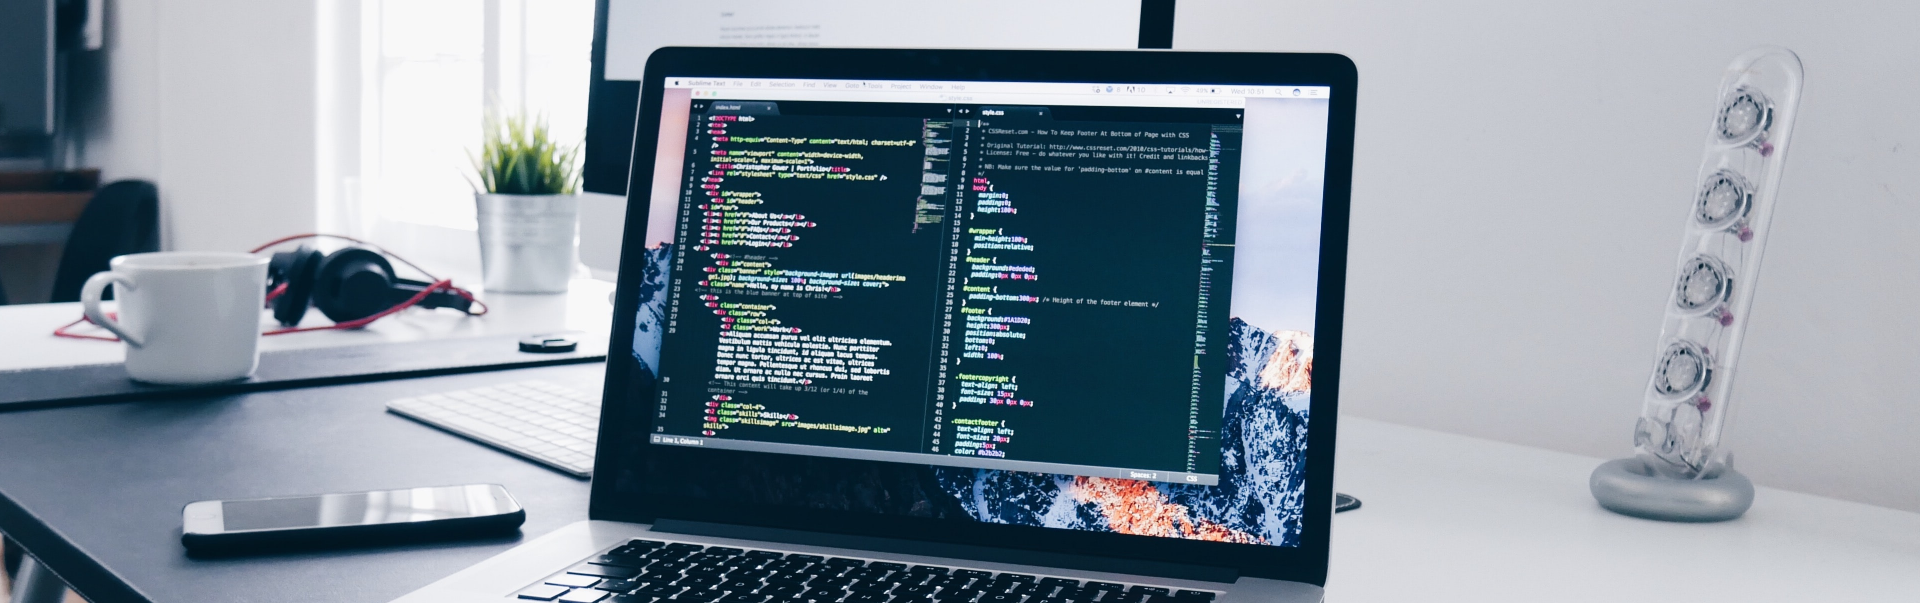 Sublime Text File Edit Selection Find View Goto Tools Project Window Help
Wed 10:51
index.html
<!DOCTYPE html>
<html>
<head>
<meta http-equiv="Content-Type" content="text/html; charset=utf-8"
/>
<meta name="viewport" content="width=device-width,
initial-scale=1, maximum-scale=1">
<title>Christopher Gower | Portfolio</title>
<link rel="stylesheet" type="text/css" href="style.css" />
</head>
<body>
<div id="wrapper">
<div id="header">
<ul id="nav">
<li><a href="#">About Us</a></li>
<li><a href="#">Our Products</a></li>
<li><a href="#">FAQs</a></li>
<li><a href="#">Contact</a></li>
<li><a href="#">Login</a></li>
</ul>
</div><!-- #header -->
<div id="content">
<div class="banner" style="background-image: url(images/headerima
ge1.jpg); background-size: 100%; background-size: cover;">
<h1 class="name">Hello, my name is Chris!</h1>
<!-- this is the blue banner at top of site -->
</div>
<div class="container">
<div class="row">
<div class="col-4">
<h2 class="work">Work</h2>
<p>Aliquam accumsan purus vel elit ultricies elementum.
Vestibulum mattis vehicula molestie. Nunc porttitor
magna in ligula tincidunt, id aliquam lacus tempus.
Donec nunc tortor, ultrices ac est vitae, ultrices
tempor magna. Pellentesque ut rhoncus dui, sed lobortis
diam. Ut ornare ac nulla nec cursus. Proin laoreet
ornare orci quis tincidunt.</p>
<!-- This content will take up 3/12 (or 1/4) of the
container -->
</div>
<div class="col-4">
<h2 class="skills">Skills</h2>
<img class="skillsimage" src="images/skillsimage.jpg" alt="
skills">
<ul>
Line 1, Column 1
style.css
/**
* CSSReset.com - How To Keep Footer At Bottom of Page with CSS
*
* Original Tutorial: http://www.cssreset.com/2010/css-tutorials/how-
* License: Free - do whatever you like with it! Credit and linkbacks
*
* NB: Make sure the value for 'padding-bottom' on #content is equal
*/
html,
body {
margin:0;
padding:0;
height:100%;
}
#wrapper {
min-height:100%;
position:relative;
}
#header {
background:#ededed;
padding:0px 0px 0px;
}
#content {
padding-bottom:300px; /* Height of the footer element */
}
#footer {
background:#1A1D20;
height:300px;
position:absolute;
bottom:0;
left:0;
width: 100%;
}
.footercopyright {
text-align: left;
font-size: 15px;
padding: 30px 0px 0px;
}
.contactfooter {
text-align: left;
font-size: 20px;
padding:5px;
color: #b2b2b2;
Spaces: 2
CSS